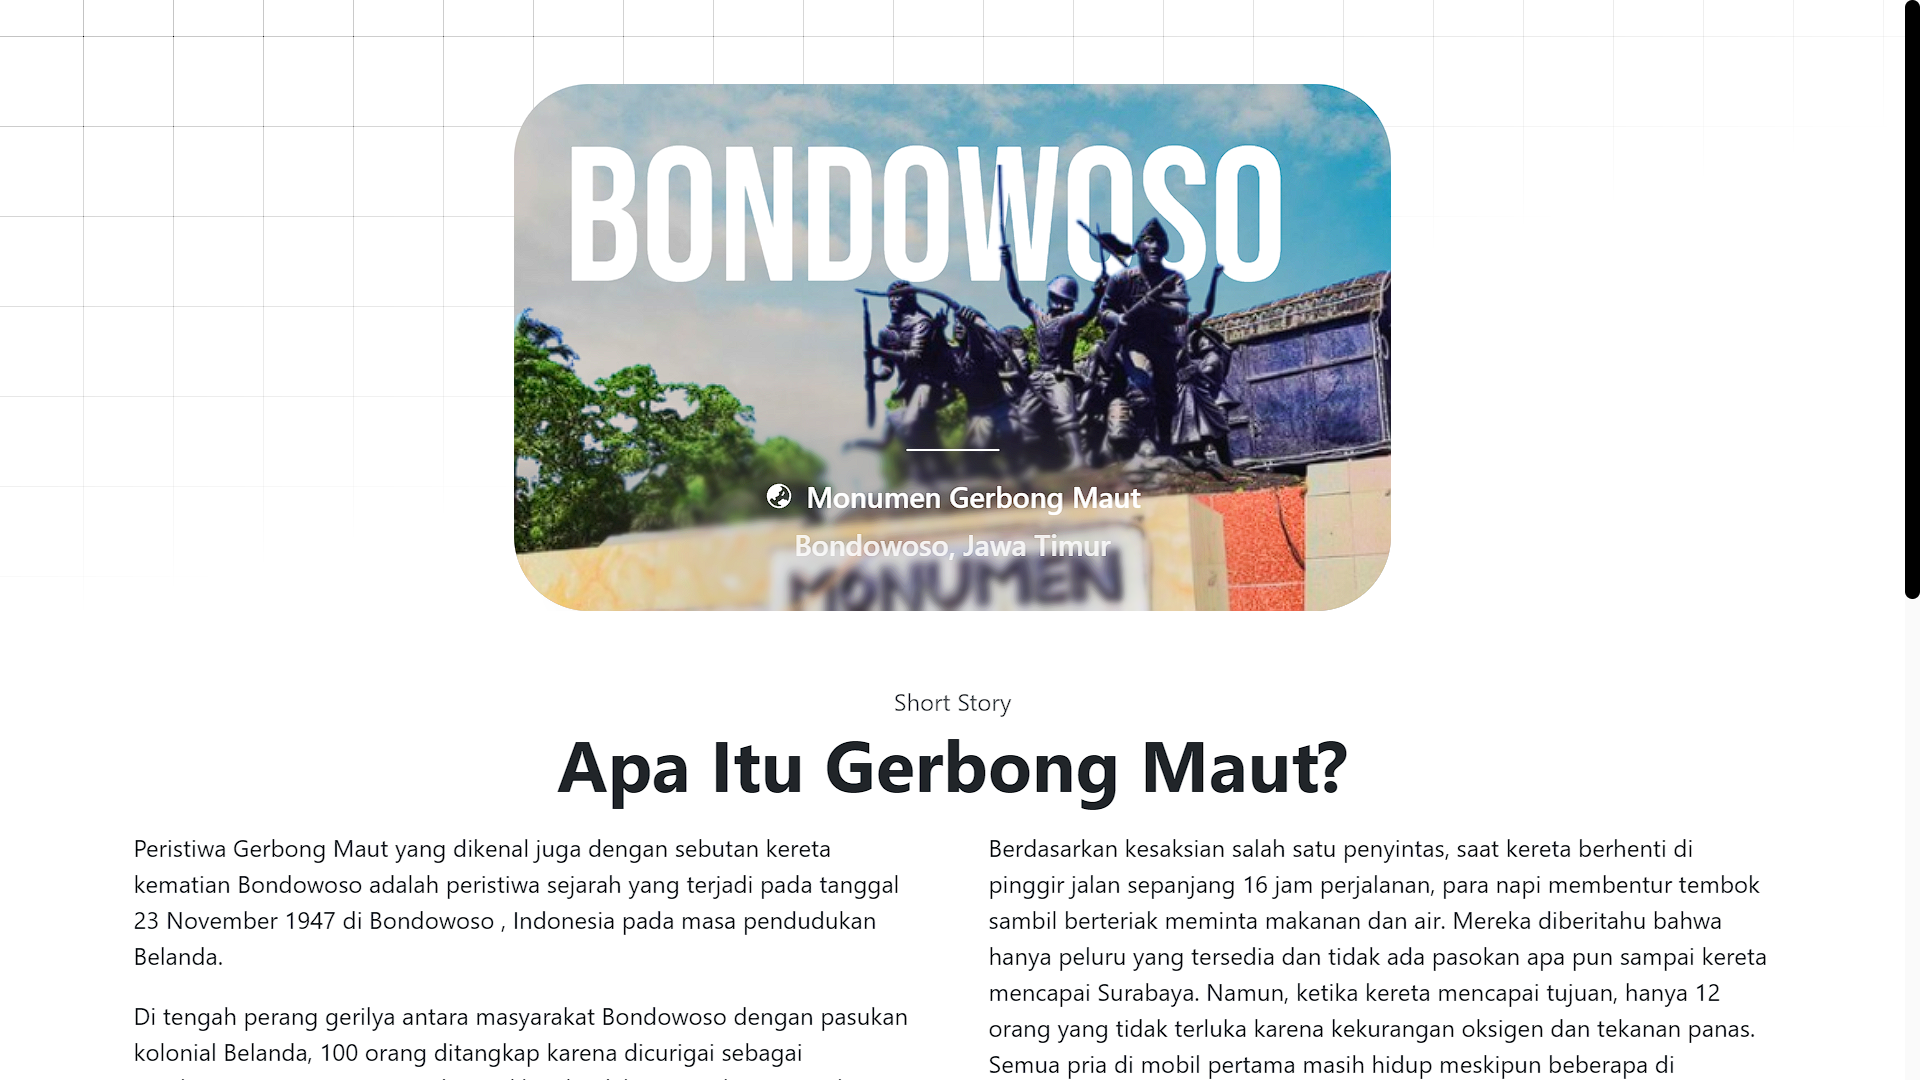 BONDOWOSO
Monumen Gerbong Maut
Bondowoso, Jawa Timur
MONUMEN
Short Story
Apa Itu Gerbong Maut?
Peristiwa Gerbong Maut yang dikenal juga dengan sebutan kereta
kematian Bondowoso adalah peristiwa sejarah yang terjadi pada tanggal
23 November 1947 di Bondowoso , Indonesia pada masa pendudukan
Belanda.
Di tengah perang gerilya antara masyarakat Bondowoso dengan pasukan
kolonial Belanda, 100 orang ditangkap karena dicurigai sebagai
Berdasarkan kesaksian salah satu penyintas, saat kereta berhenti di
pinggir jalan sepanjang 16 jam perjalanan, para napi membentur tembok
sambil berteriak meminta makanan dan air. Mereka diberitahu bahwa
hanya peluru yang tersedia dan tidak ada pasokan apa pun sampai kereta
mencapai Surabaya. Namun, ketika kereta mencapai tujuan, hanya 12
orang yang tidak terluka karena kekurangan oksigen dan tekanan panas.
Semua pria di mobil pertama masih hidup meskipun beberapa di